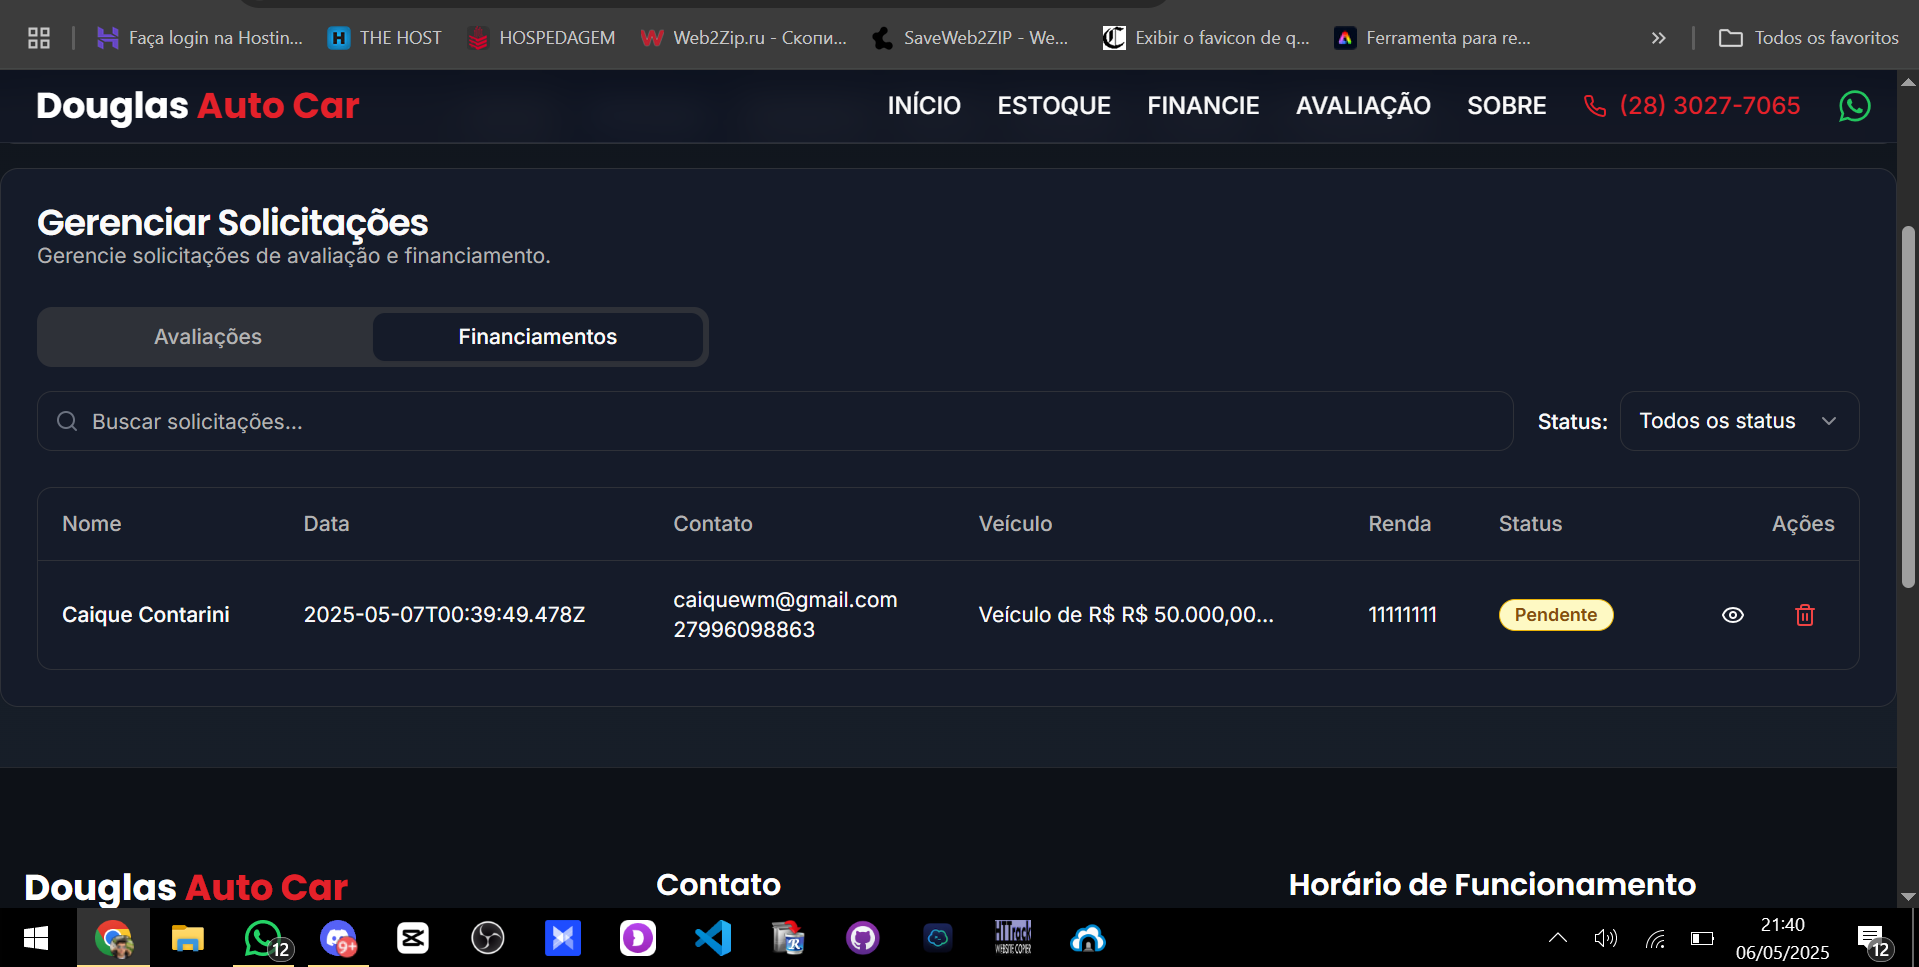 Faça login na Hostin...
THE HOST
HOSPEDAGEM
Web2Zip.ru - Скопи...
SaveWeb2ZIP - We...
Exibir o favicon de q...
Ferramenta para re...
Todos os favoritos
Douglas Auto Car
INÍCIO
ESTOQUE
FINANCIE
AVALIAÇÃO
SOBRE
(28) 3027-7065
Gerenciar Solicitações
Gerencie solicitações de avaliação e financiamento.
Avaliações
Financiamentos
Buscar solicitações...
Status:
Todos os status
Nome
Data
Contato
Veículo
Renda
Status
Ações
Caique Contarini
2025-05-07T00:39:49.478Z
caiquewm@gmail.com
27996098863
Veículo de R$ R$ 50.000,00...
11111111
Pendente
Douglas Auto Car
Contato
Horário de Funcionamento
12
9+
HTTrack
WEBSITE COPIER
21:40
06/05/2025
12